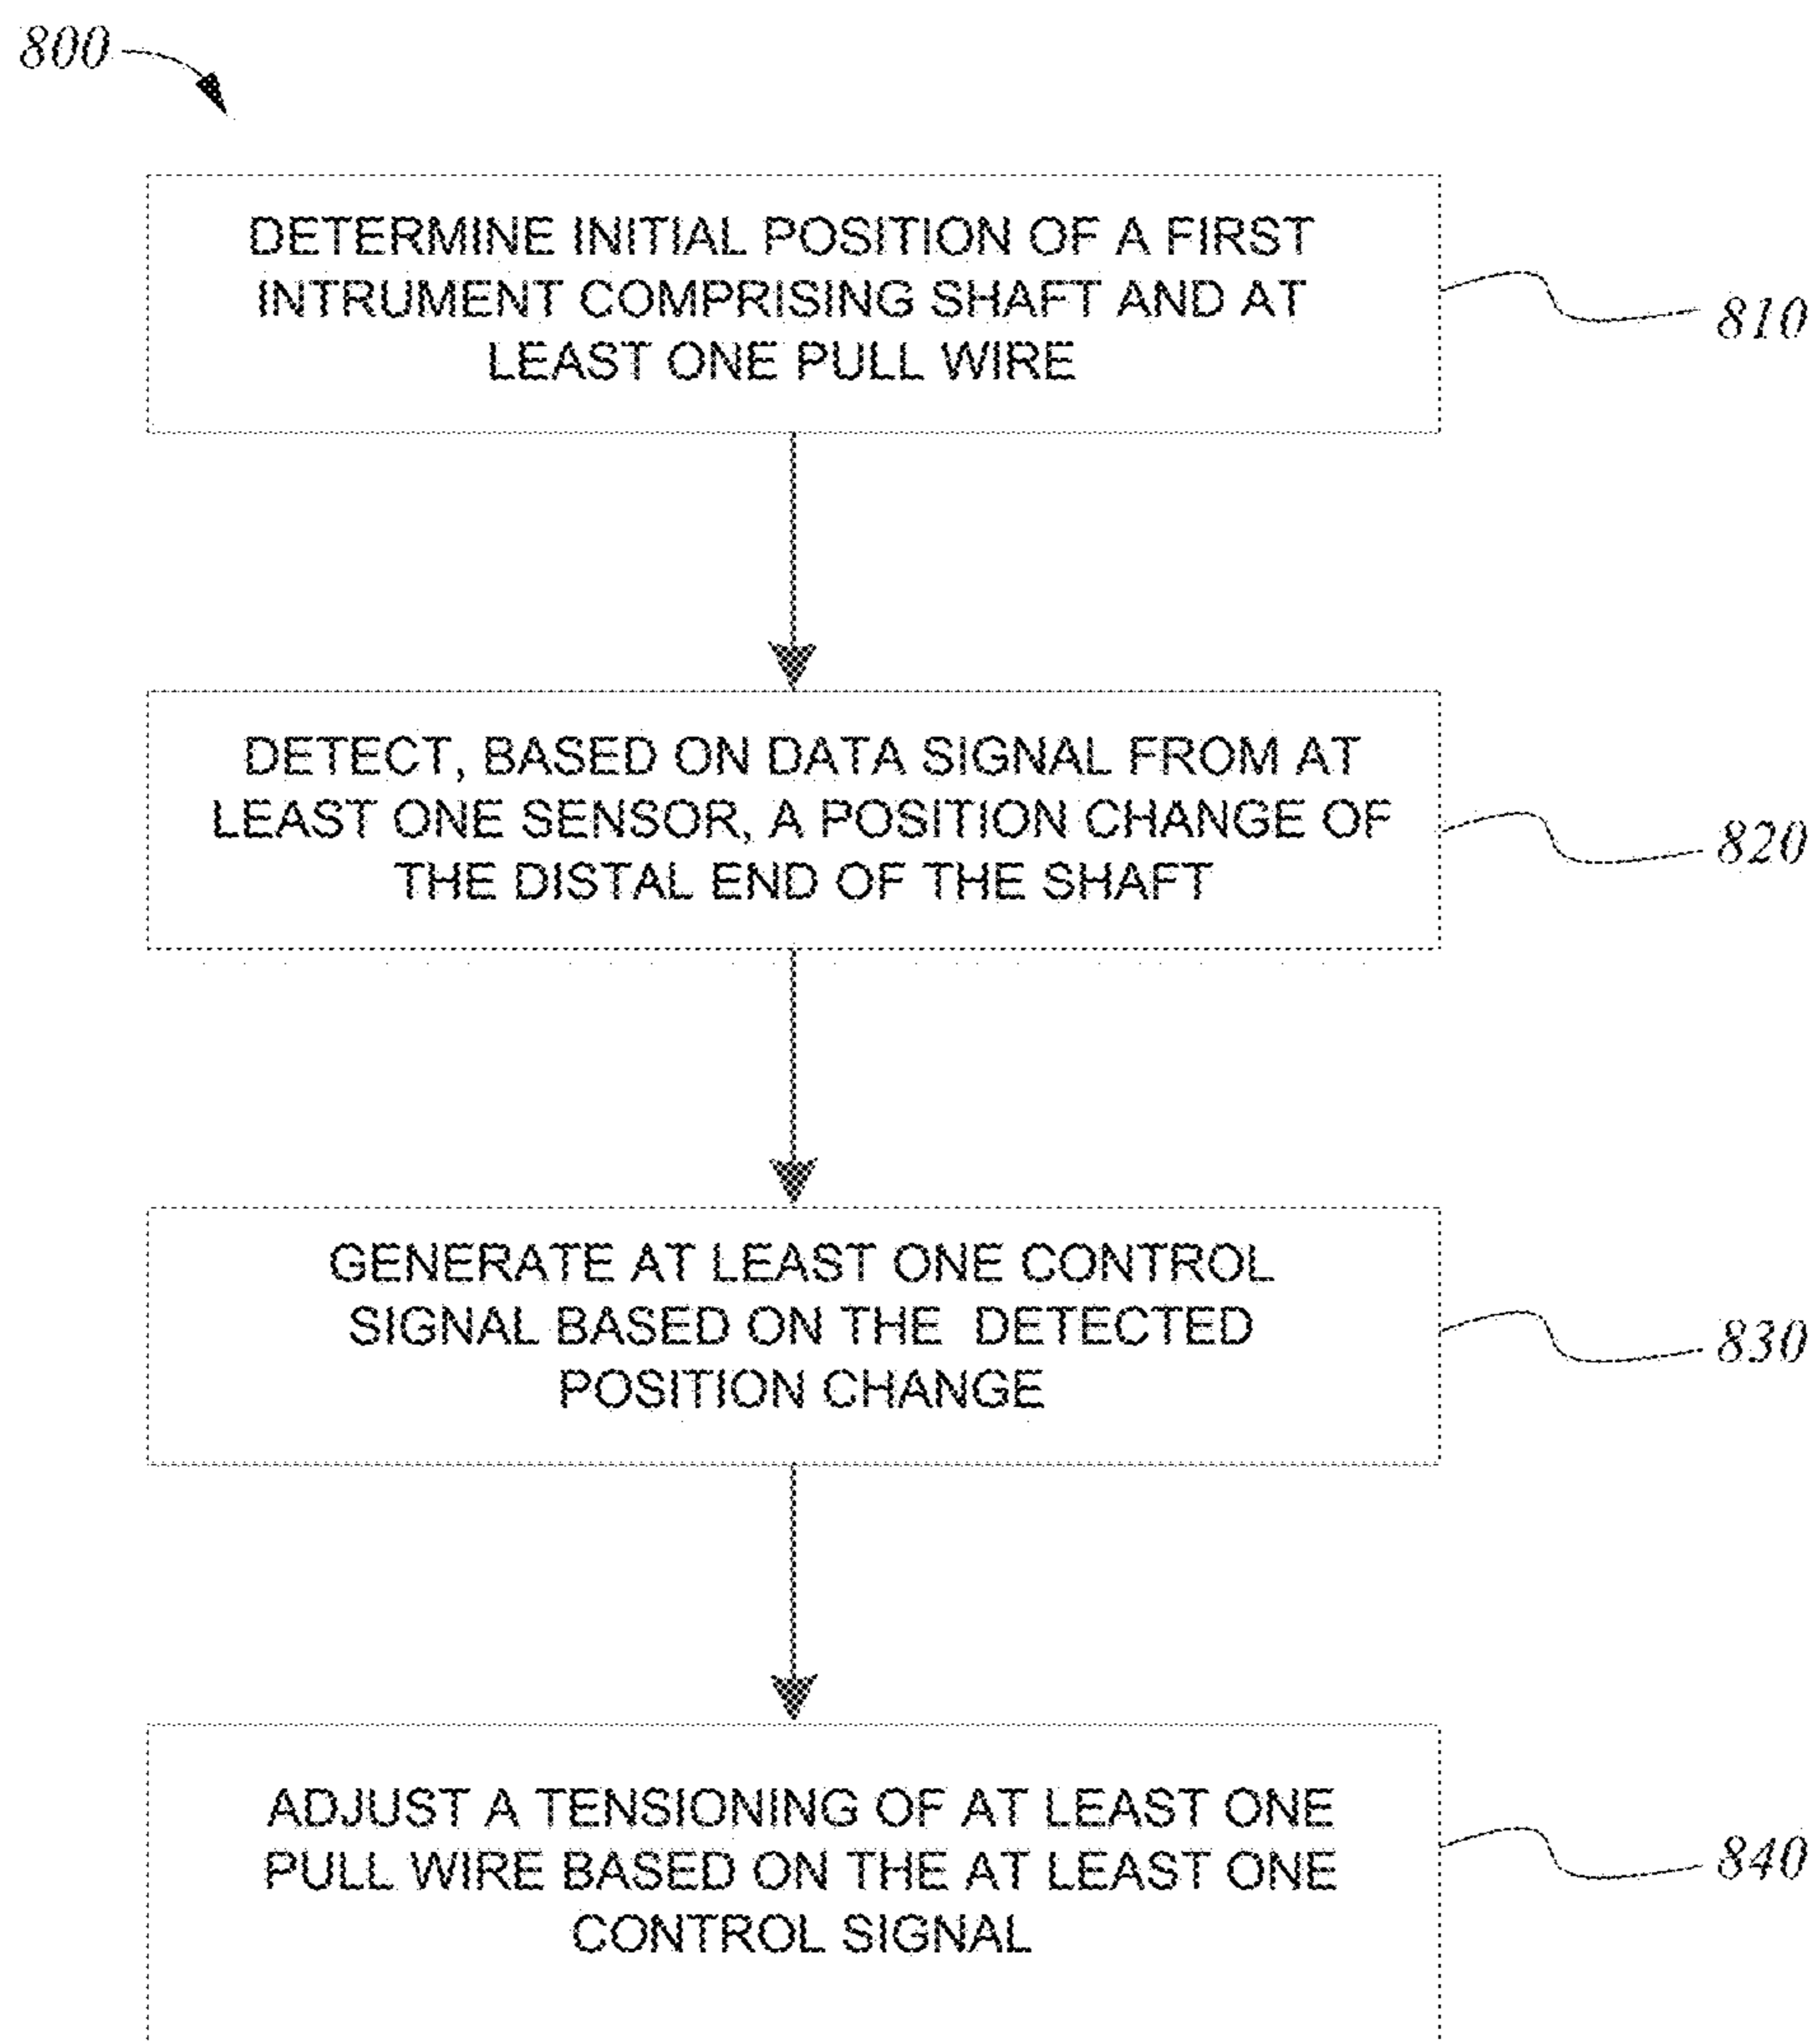 800
DETERMINE INITIAL POSITION OF A FIRST
INTRUMENT COMPRISING SHAFT AND AT
LEAST ONE PULL WIRE
810
DETECT, BASED ON DATA SIGNAL FROM AT
LEAST ONE SENSOR, A POSITION CHANGE OF
THE DISTAL END OF THE SHAFT
820
GENERATE AT LEAST ONE CONTROL
SIGNAL BASED ON THE DETECTED
POSITION CHANGE
830
ADJUST A TENSIONING OF AT LEAST ONE
PULL WIRE BASED ON THE AT LEAST ONE
CONTROL SIGNAL
840